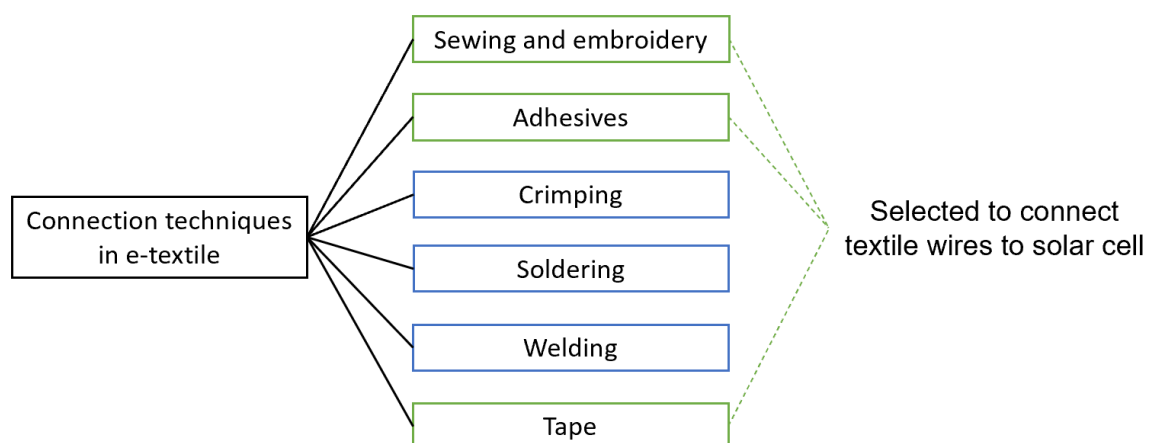 Sewing and embroidery
Adhesives
Crimping
Connection techniques
in e-textile
Selected to connect
textile wires to solar cell
Soldering
Welding
Tape